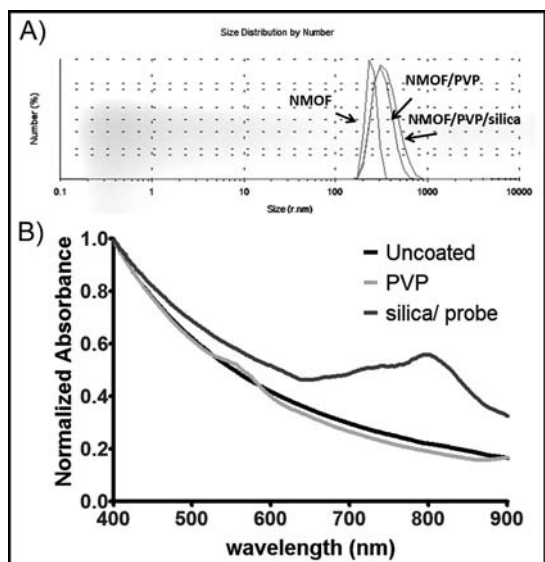 A)
Size Distribution by Number
Number (%)
NMOF
NMOF/PVP
NMOF/PVP/silica
0.1 1 10 100 1000 10000
Size (r.nm)
B)
Normalized Absorbance
1.0
0.8
0.6
0.4
0.2
0.0
Uncoated
PVP
silica/ probe
400 500 600 700 800 900
wavelength (nm)